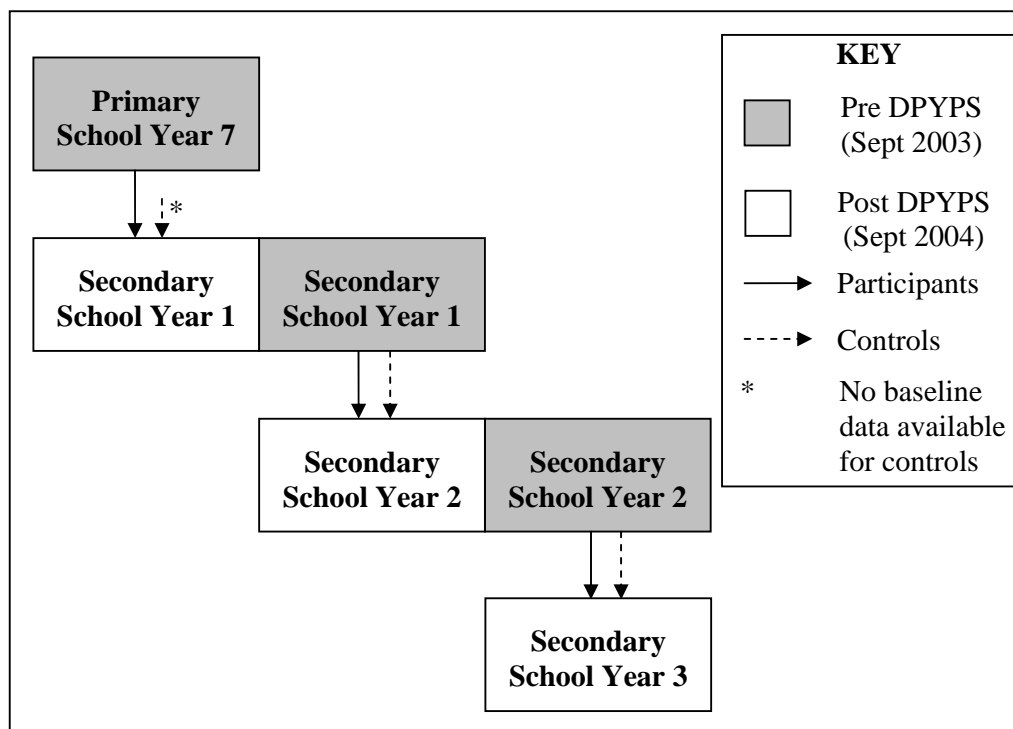 Primary
School Year 7
*
Secondary
School Year 1
Secondary
School Year 1
Secondary
School Year 2
Secondary
School Year 2
Secondary
School Year 3
KEY
Pre DPYPS
(Sept 2003)
Post DPYPS
(Sept 2004)
Participants
Controls
* No baseline
data available
for controls